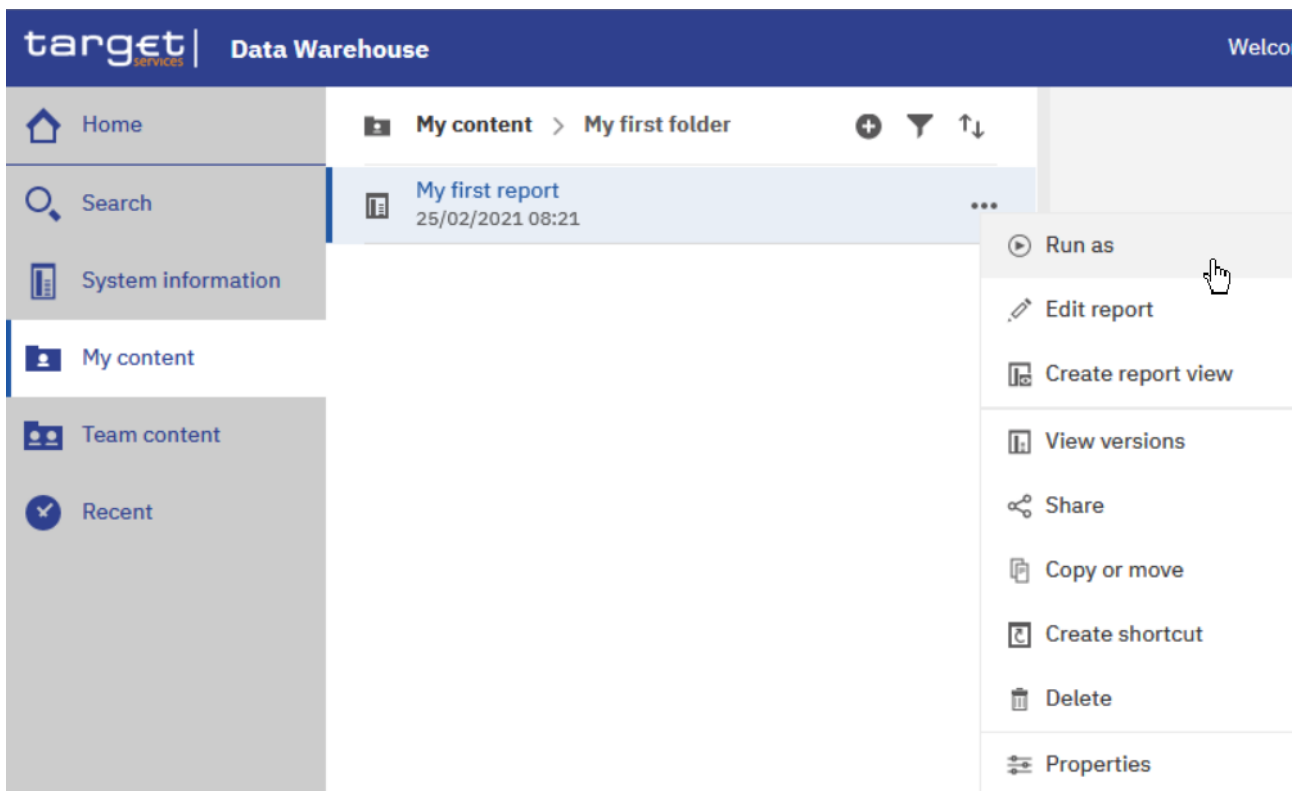 target| Data Warehouse
services
Welco
Home
Search
System information
My content
Team content
Recent
My content > My first folder
My first report
25/02/2021 08:21
Run as
Edit report
Create report view
View versions
Share
Copy or move
Create shortcut
Delete
Properties